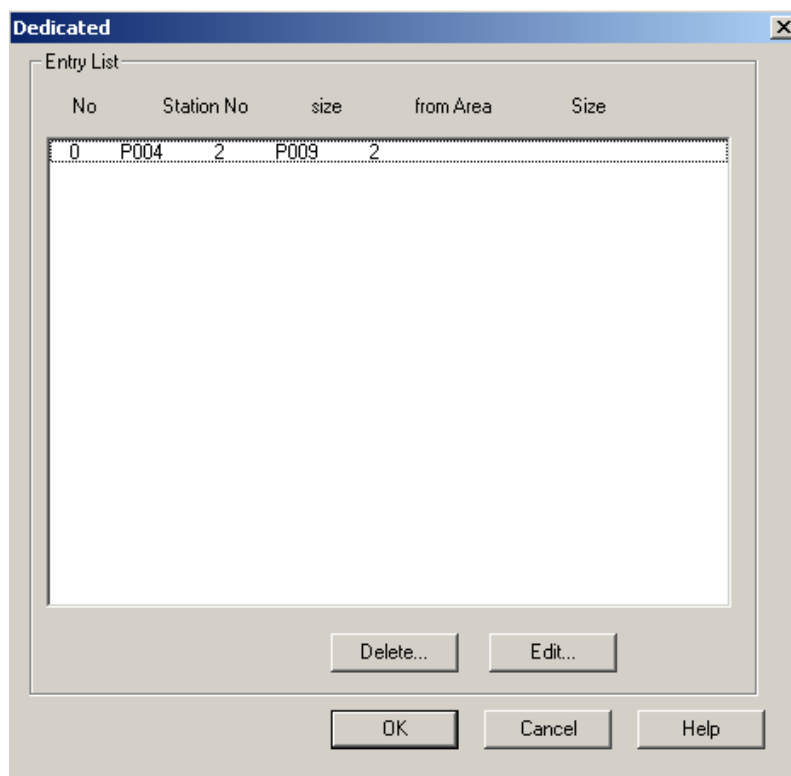 Dedicated
Entry List
No Station No size from Area Size
0 P004 2 P009 2
Delete... Edit...
OK Cancel Help